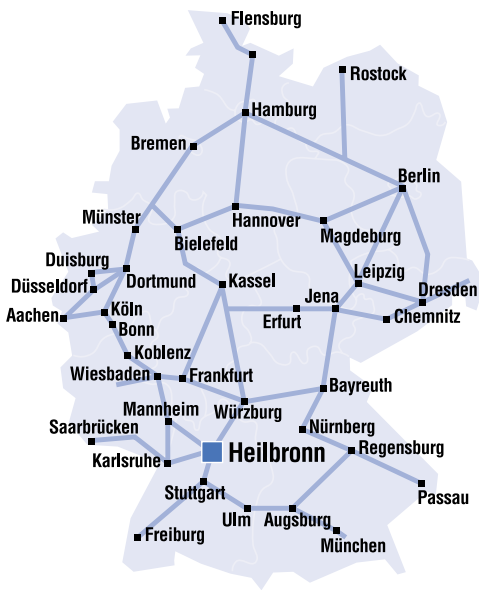 Flensburg
Rostock
Hamburg
Bremen
Berlin
Münster
Hannover
Magdeburg
Bielefeld
Duisburg
Dortmund
Kassel
Leipzig
Düsseldorf
Jena
Dresden
Aachen
Köln
Erfurt
Chemnitz
Bonn
Koblenz
Wiesbaden
Frankfurt
Bayreuth
Mannheim
Würzburg
Saarbrücken
Nürnberg
Regensburg
Karlsruhe
Heilbronn
Stuttgart
Passau
Ulm
Augsburg
Freiburg
München